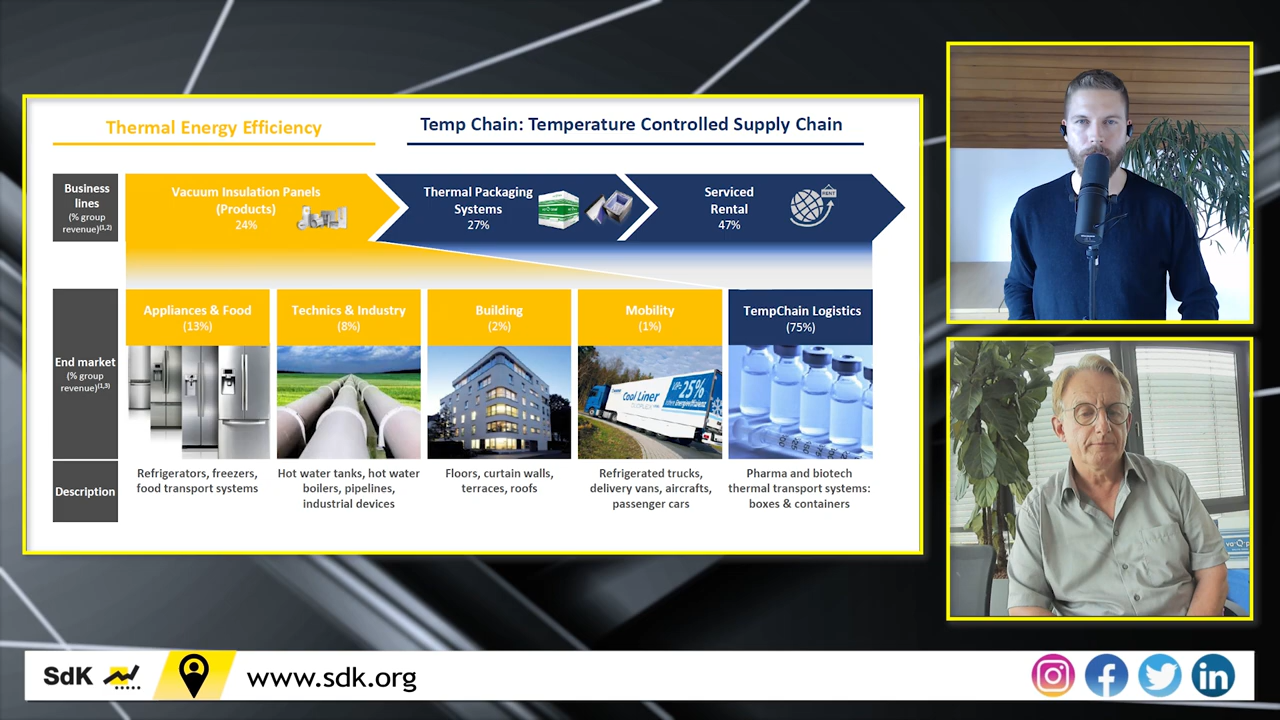 Thermal Energy Efficiency
Temp Chain: Temperature Controlled Supply Chain
Business
lines
(% group
revenue)(1,2)
Vacuum Insulation Panels
(Products)
24%
Thermal Packaging
Systems
27%
Serviced
Rental
47%
RENT
End market
(% group
revenue)(1,3)
Appliances & Food
(13%)
Technics & Industry
(8%)
Building
(2%)
Mobility
(1%)
TempChain Logistics
(75%)
Cool Liner
25%
Description
Refrigerators, freezers,
food transport systems
Hot water tanks, hot water
boilers, pipelines,
industrial devices
Floors, curtain walls,
terraces, roofs
Refrigerated trucks,
delivery vans, aircrafts,
passenger cars
Pharma and biotech
thermal transport systems:
boxes & containers
SdK
www.sdk.org